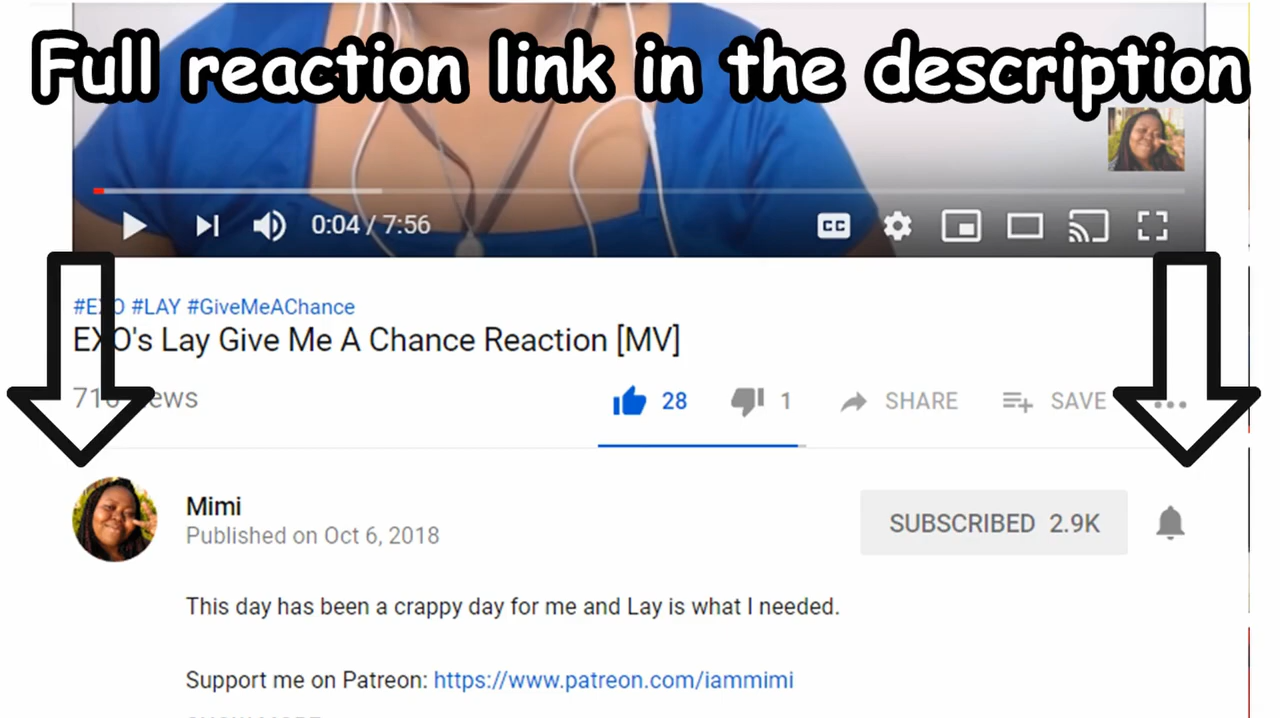 Full reaction link in the description
0:04 / 7:56
CC
#EXO #LAY #GiveMeAChance
EXO's Lay Give Me A Chance Reaction [MV]
28 1 SHARE SAVE
Mimi
Published on Oct 6, 2018
SUBSCRIBED 2.9K
This day has been a crappy day for me and Lay is what I needed.
Support me on Patreon: https://www.patreon.com/iammimi